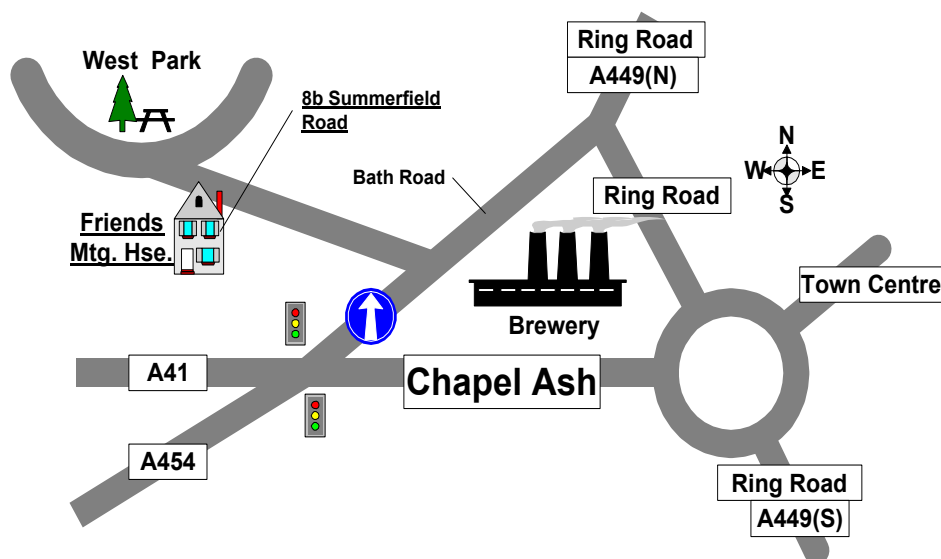 Ring Road
A449(N)
West Park
8b Summerfield
Road
Bath Road
N
W E
S
Ring Road
Friends
Mtg. Hse.
Town Centre
Brewery
A41
Chapel Ash
A454
Ring Road
A449(S)